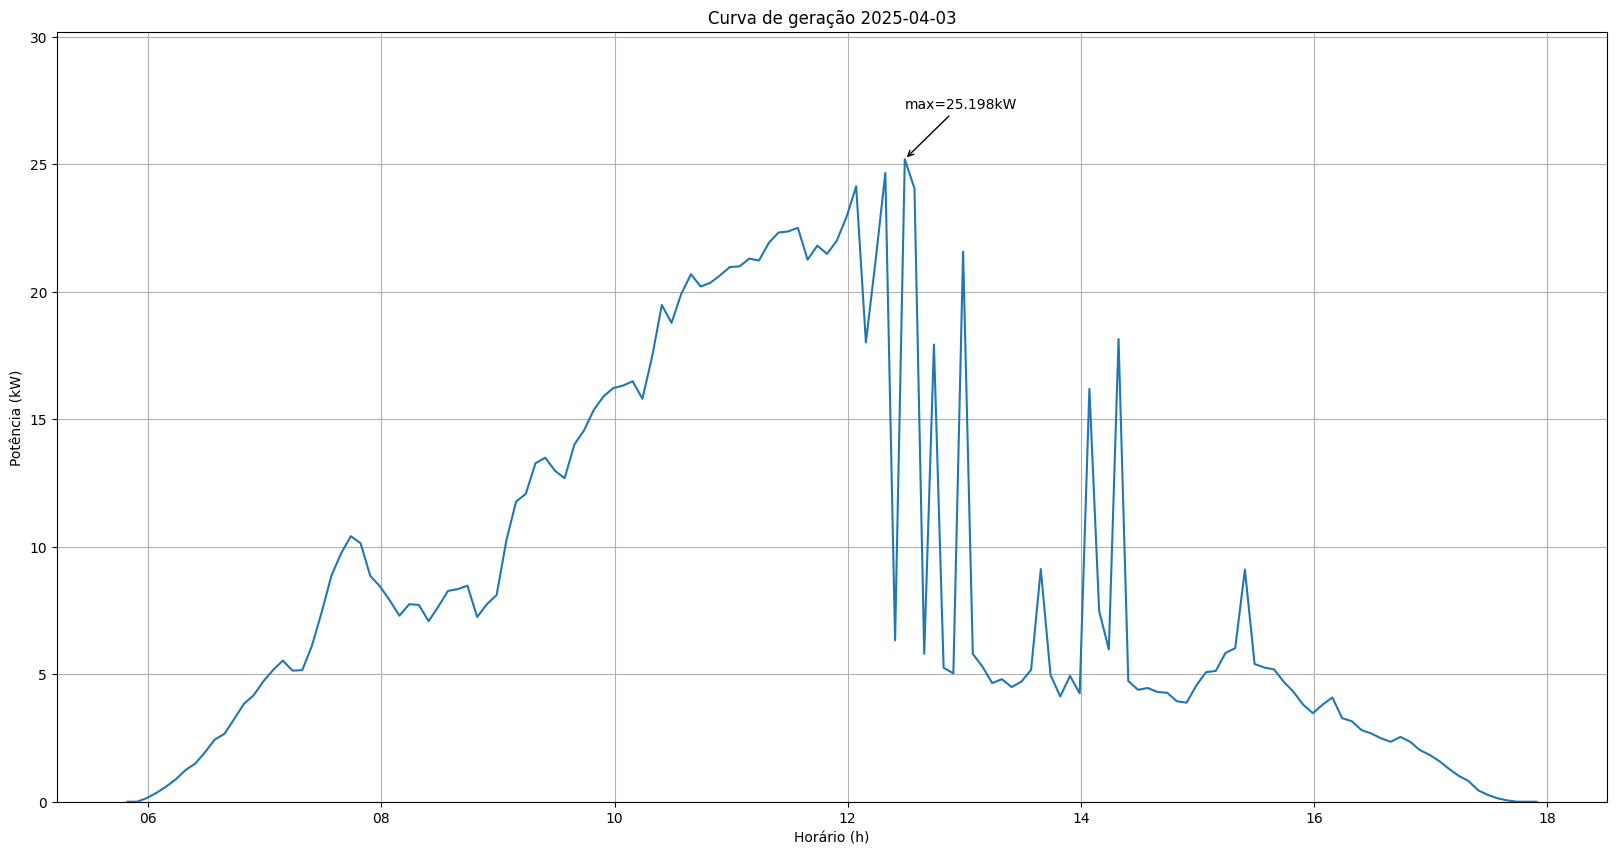 Curva de geração 2025-04-03
30
max=25.198kW
25
20
15
10
5
0
Potência (kW)
06 08 10 12 14 16 18
Horário (h)